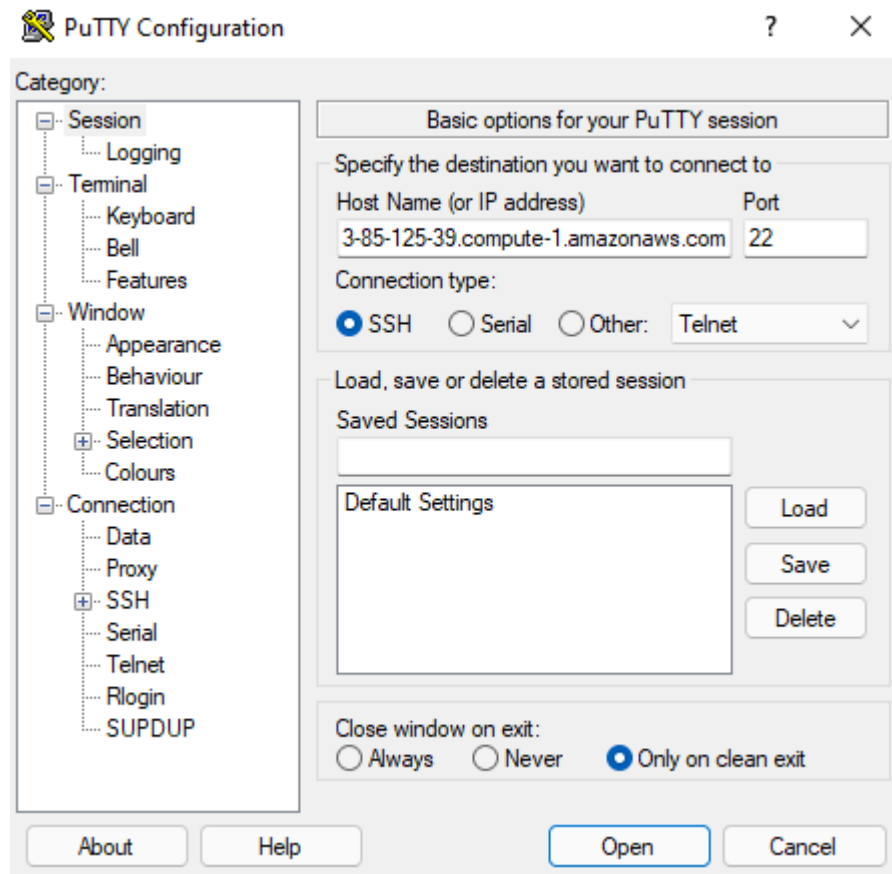 PuTTY Configuration
?
Category:
Session
Logging
Terminal
Keyboard
Bell
Features
Window
Appearance
Behaviour
Translation
Selection
Colours
Connection
Data
Proxy
SSH
Serial
Telnet
Rlogin
SUPDUP
Basic options for your PuTTY session
Specify the destination you want to connect to
Host Name (or IP address) Port
3-85-125-39.compute-1.amazonaws.com 22
Connection type:
SSH Serial Other: Telnet
Load, save or delete a stored session
Saved Sessions
Default Settings
Load
Save
Delete
Close window on exit:
Always Never Only on clean exit
About Help Open Cancel